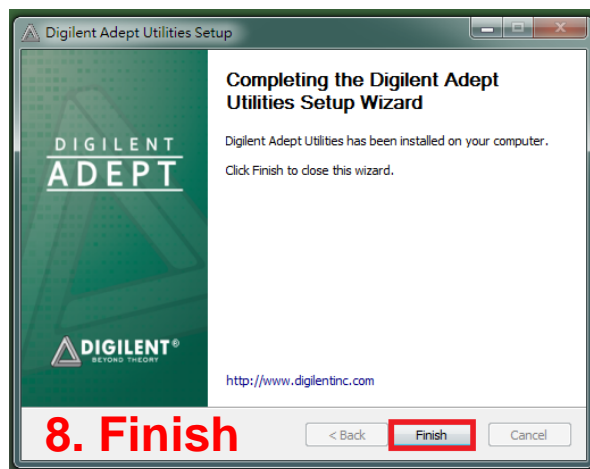 Digilent Adept Utilities Setup
Completing the Digilent Adept
Utilities Setup Wizard
DIGILENT
ADEPT
Digilent Adept Utilities has been installed on your computer.
Click Finish to close this wizard.
DIGILENT®
BEYOND THEORY
http://www.digilentinc.com
8. Finish
< Back Finish Cancel